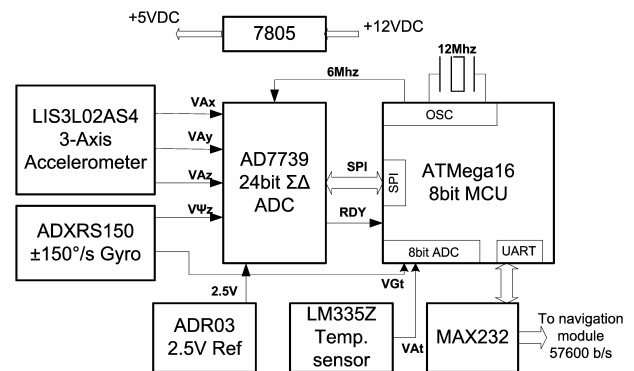 +5VDC
7805
+12VDC
12Mhz
6Mhz
OSC
LIS3L02AS4
3-Axis
Accelerometer
VAx
VAy
VAz
AD7739
24bit ΣΔ
ADC
SPI
RDY
SPI
ATMega16
8bit MCU
ADXRS150
±150°/s Gyro
VΨz
8bit ADC
UART
2.5V
VGt
ADR03
2.5V Ref
LM335Z
Temp.
sensor
VAt
MAX232
To navigation
module
57600 b/s